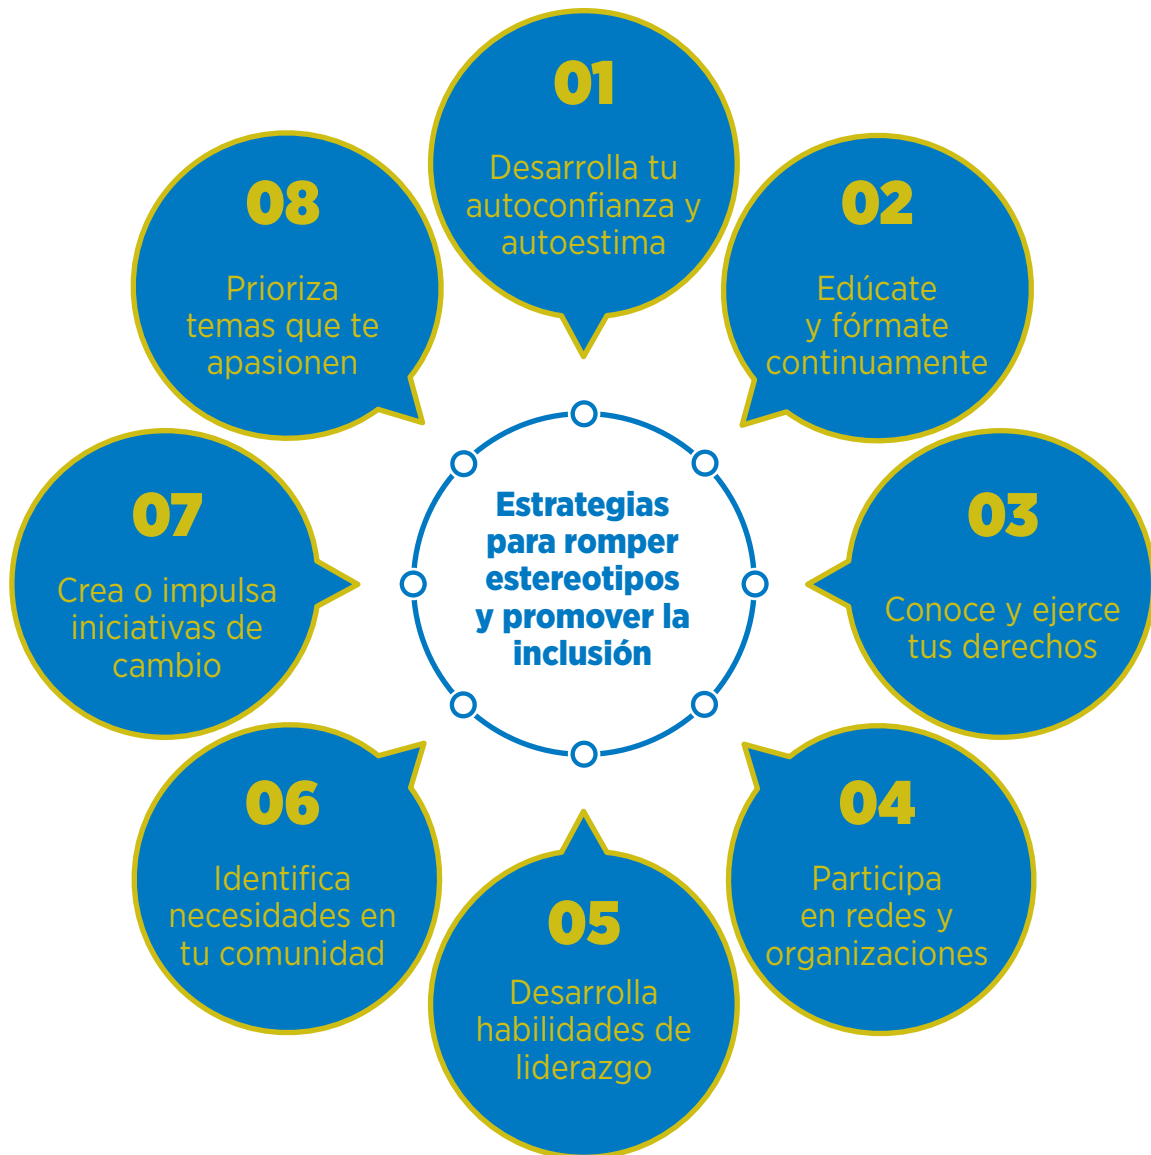 01
Desarrolla tu
autoconfianza y
autoestima
02
Edúcate
y fórmate
continuamente
03
Conoce y ejerce
tus derechos
04
Participa
en redes y
organizaciones
05
Desarrolla
habilidades de
liderazgo
06
Identifica
necesidades en
tu comunidad
07
Crea o impulsa
iniciativas de
cambio
08
Prioriza
temas que te
apasionen
Estrategias
para romper
estereotipos
y promover la
inclusión